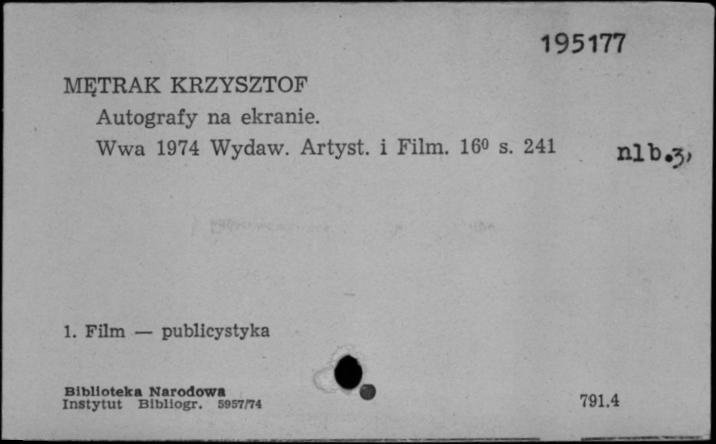 195177
MĘTRAK KRZYSZTOF
Autografy na ekranie.
Wwa 1974 Wydaw. Artyst. i Film. 16⁰ s. 241 nlb.3,
1. Film — publicystyka
Biblioteka Narodowa
Instytut Bibliogr. 5957/74
791.4